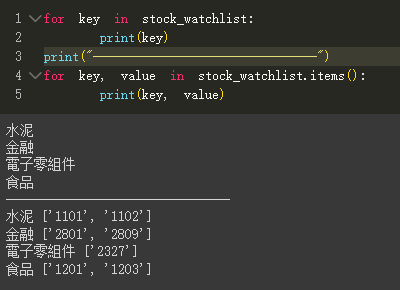 1 for key in stock_watchlist:
2 print(key)
3 print("————————————————")
4 for key, value in stock_watchlist.items():
5 print(key, value)
水泥
金融
電子零組件
食品
————————————————
水泥 ['1101', '1102']
金融 ['2801', '2809']
電子零組件 ['2327']
食品 ['1201', '1203']